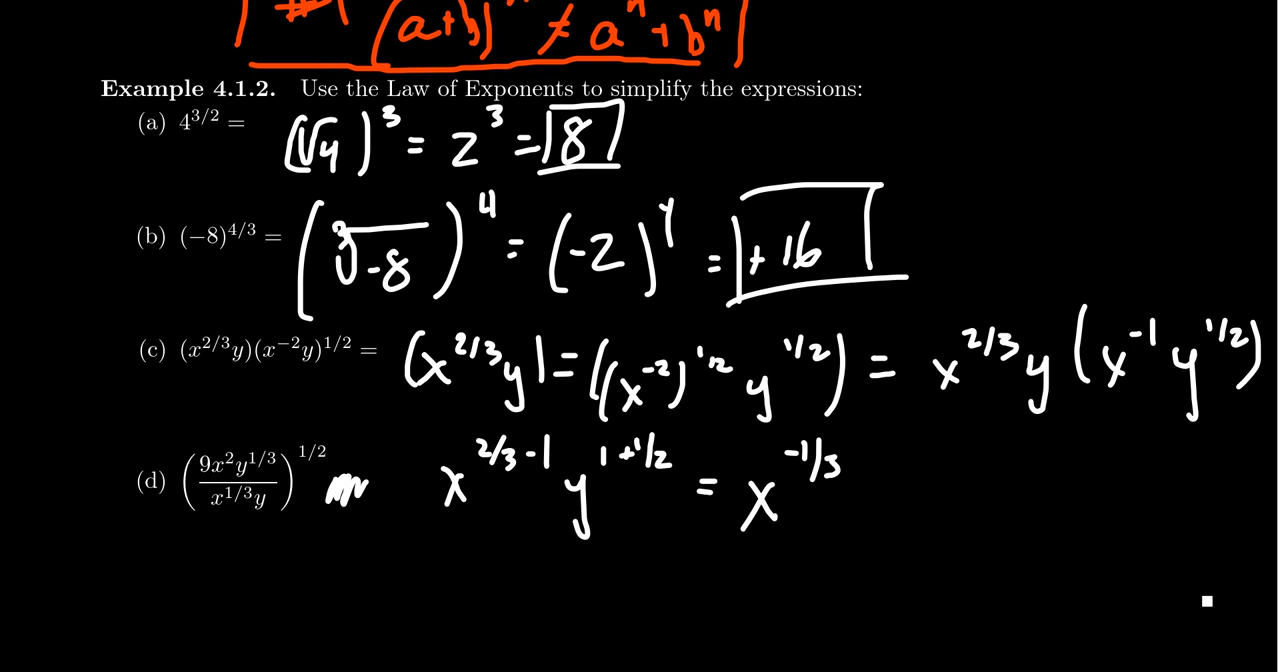 (a+b)ⁿ ≠ aⁿ + bⁿ
Example 4.1.2. Use the Law of Exponents to simplify the expressions:
(a) 4^{3/2} = (√4)³ = 2³ = 8
(b) (−8)^{4/3} = (∛-8)⁴ = (-2)⁴ = +16
(c) (x^{2/3}y)(x^{−2}y)^{1/2} = (x^{2/3}y) = ((x^{-2})^{1/2} y^{1/2}) = x^{2/3}y (x^{-1} y^{1/2})
(d) (9x²y^{1/3} / x^{1/3}y)^{1/2} x^{2/3-1} y^{1+1/2} = x^{-1/3}